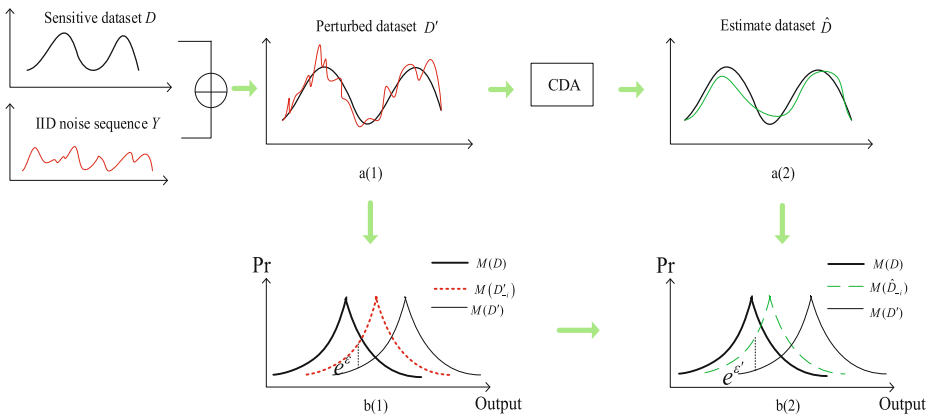 Sensitive dataset D
IID noise sequence Y
Perturbed dataset D′
CDA
Estimate dataset D̂
a(1)
a(2)
Pr
M(D)
M(D′₋ᵢ)
M(D′)
e^ε
b(1)
Output
Pr
M(D)
M(D̂₋ᵢ)
M(D′)
e^ε′
b(2)
Output